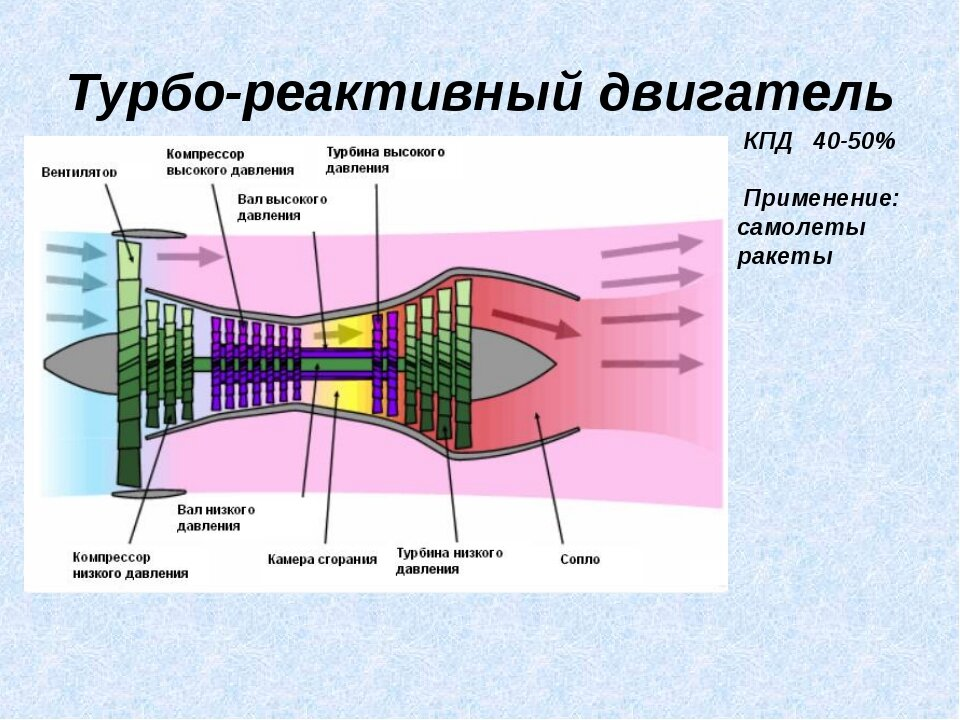 Турбо-реактивный двигатель
КПД   40-50%
Применение:
самолеты
ракеты
Вентилятор
Компрессор
высокого давления
Турбина высокого
давления
Вал высокого
давления
Вал низкого
давления
Компрессор
низкого давления
Камера сгорания
Турбина низкого
давления
Сопло